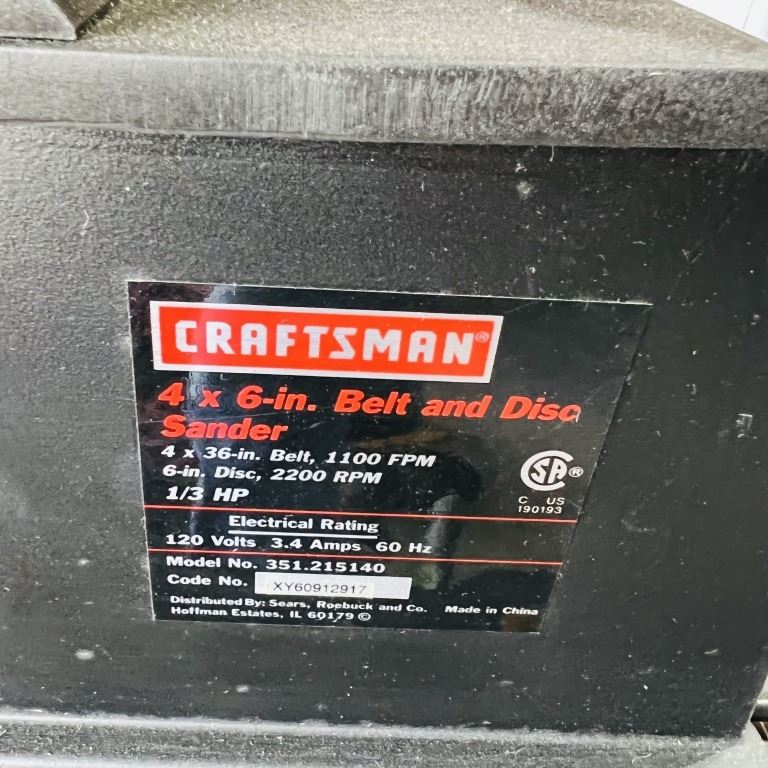 CRAFTSMAN®
4 x 6-in. Belt and Disc
Sander
4 x 36-in. Belt, 1100 FPM
6-in. Disc, 2200 RPM
1/3 HP
SA ®
C US
190193
Electrical Rating
120 Volts 3.4 Amps 60 Hz
Model No. 351.215140
Code No. XY60912917
Distributed By: Sears, Roebuck and Co. Made in China
Hoffman Estates, IL 60179 ©